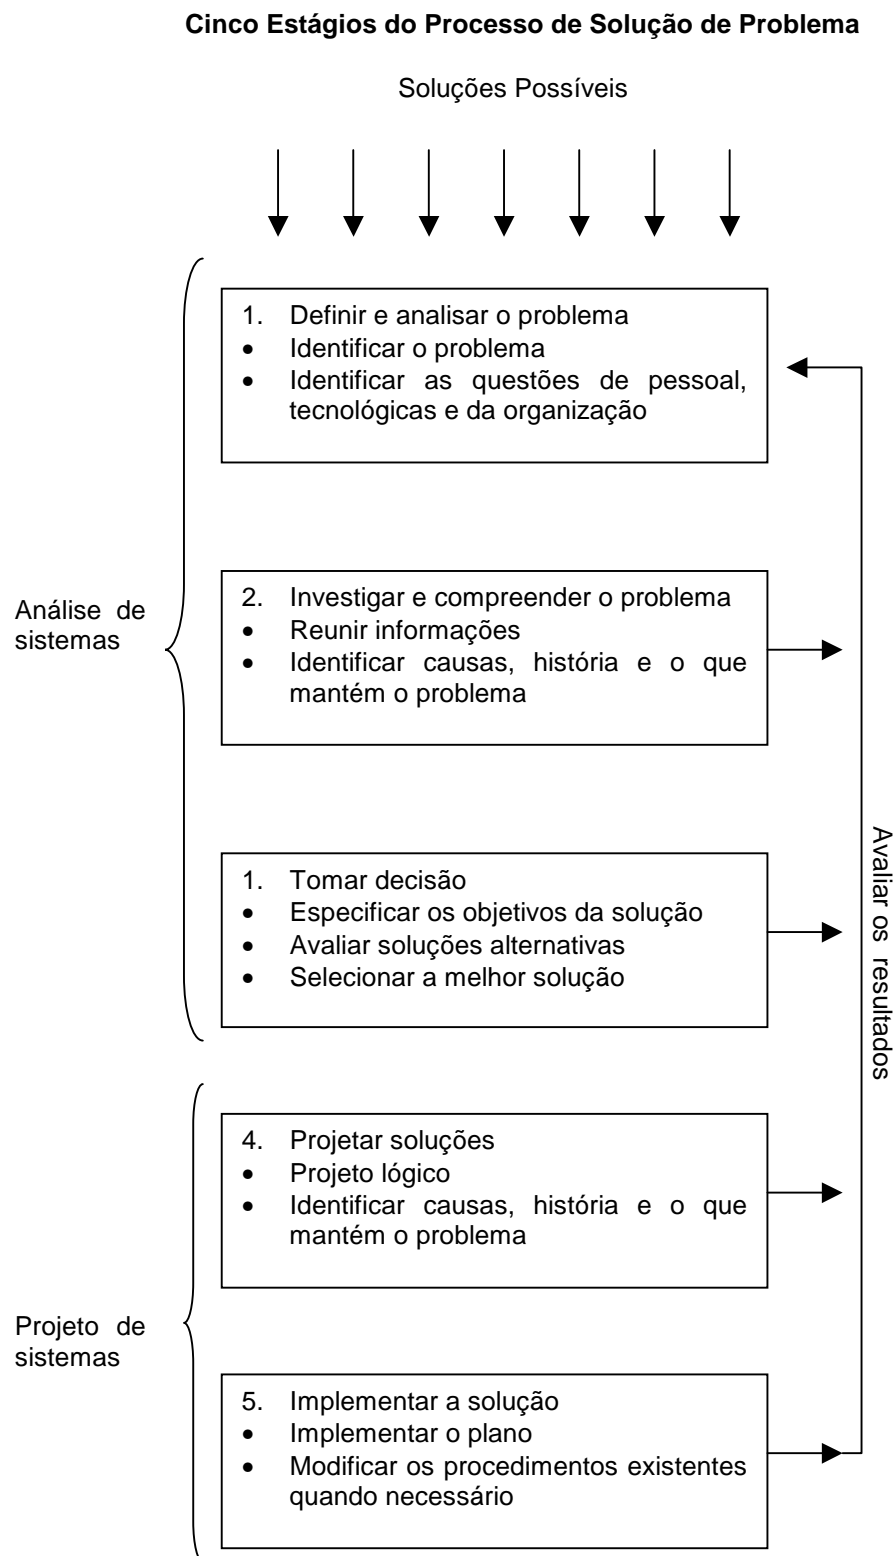 Cinco Estágios do Processo de Solução de Problema
Soluções Possíveis
1. Definir e analisar o problema
• Identificar o problema
• Identificar as questões de pessoal,
tecnológicas e da organização
Análise de
sistemas
2. Investigar e compreender o problema
• Reunir informações
• Identificar causas, história e o que
mantém o problema
1. Tomar decisão
• Especificar os objetivos da solução
• Avaliar soluções alternativas
• Selecionar a melhor solução
Avaliar os resultados
4. Projetar soluções
• Projeto lógico
• Identificar causas, história e o que
mantém o problema
Projeto de
sistemas
5. Implementar a solução
• Implementar o plano
• Modificar os procedimentos existentes
quando necessário